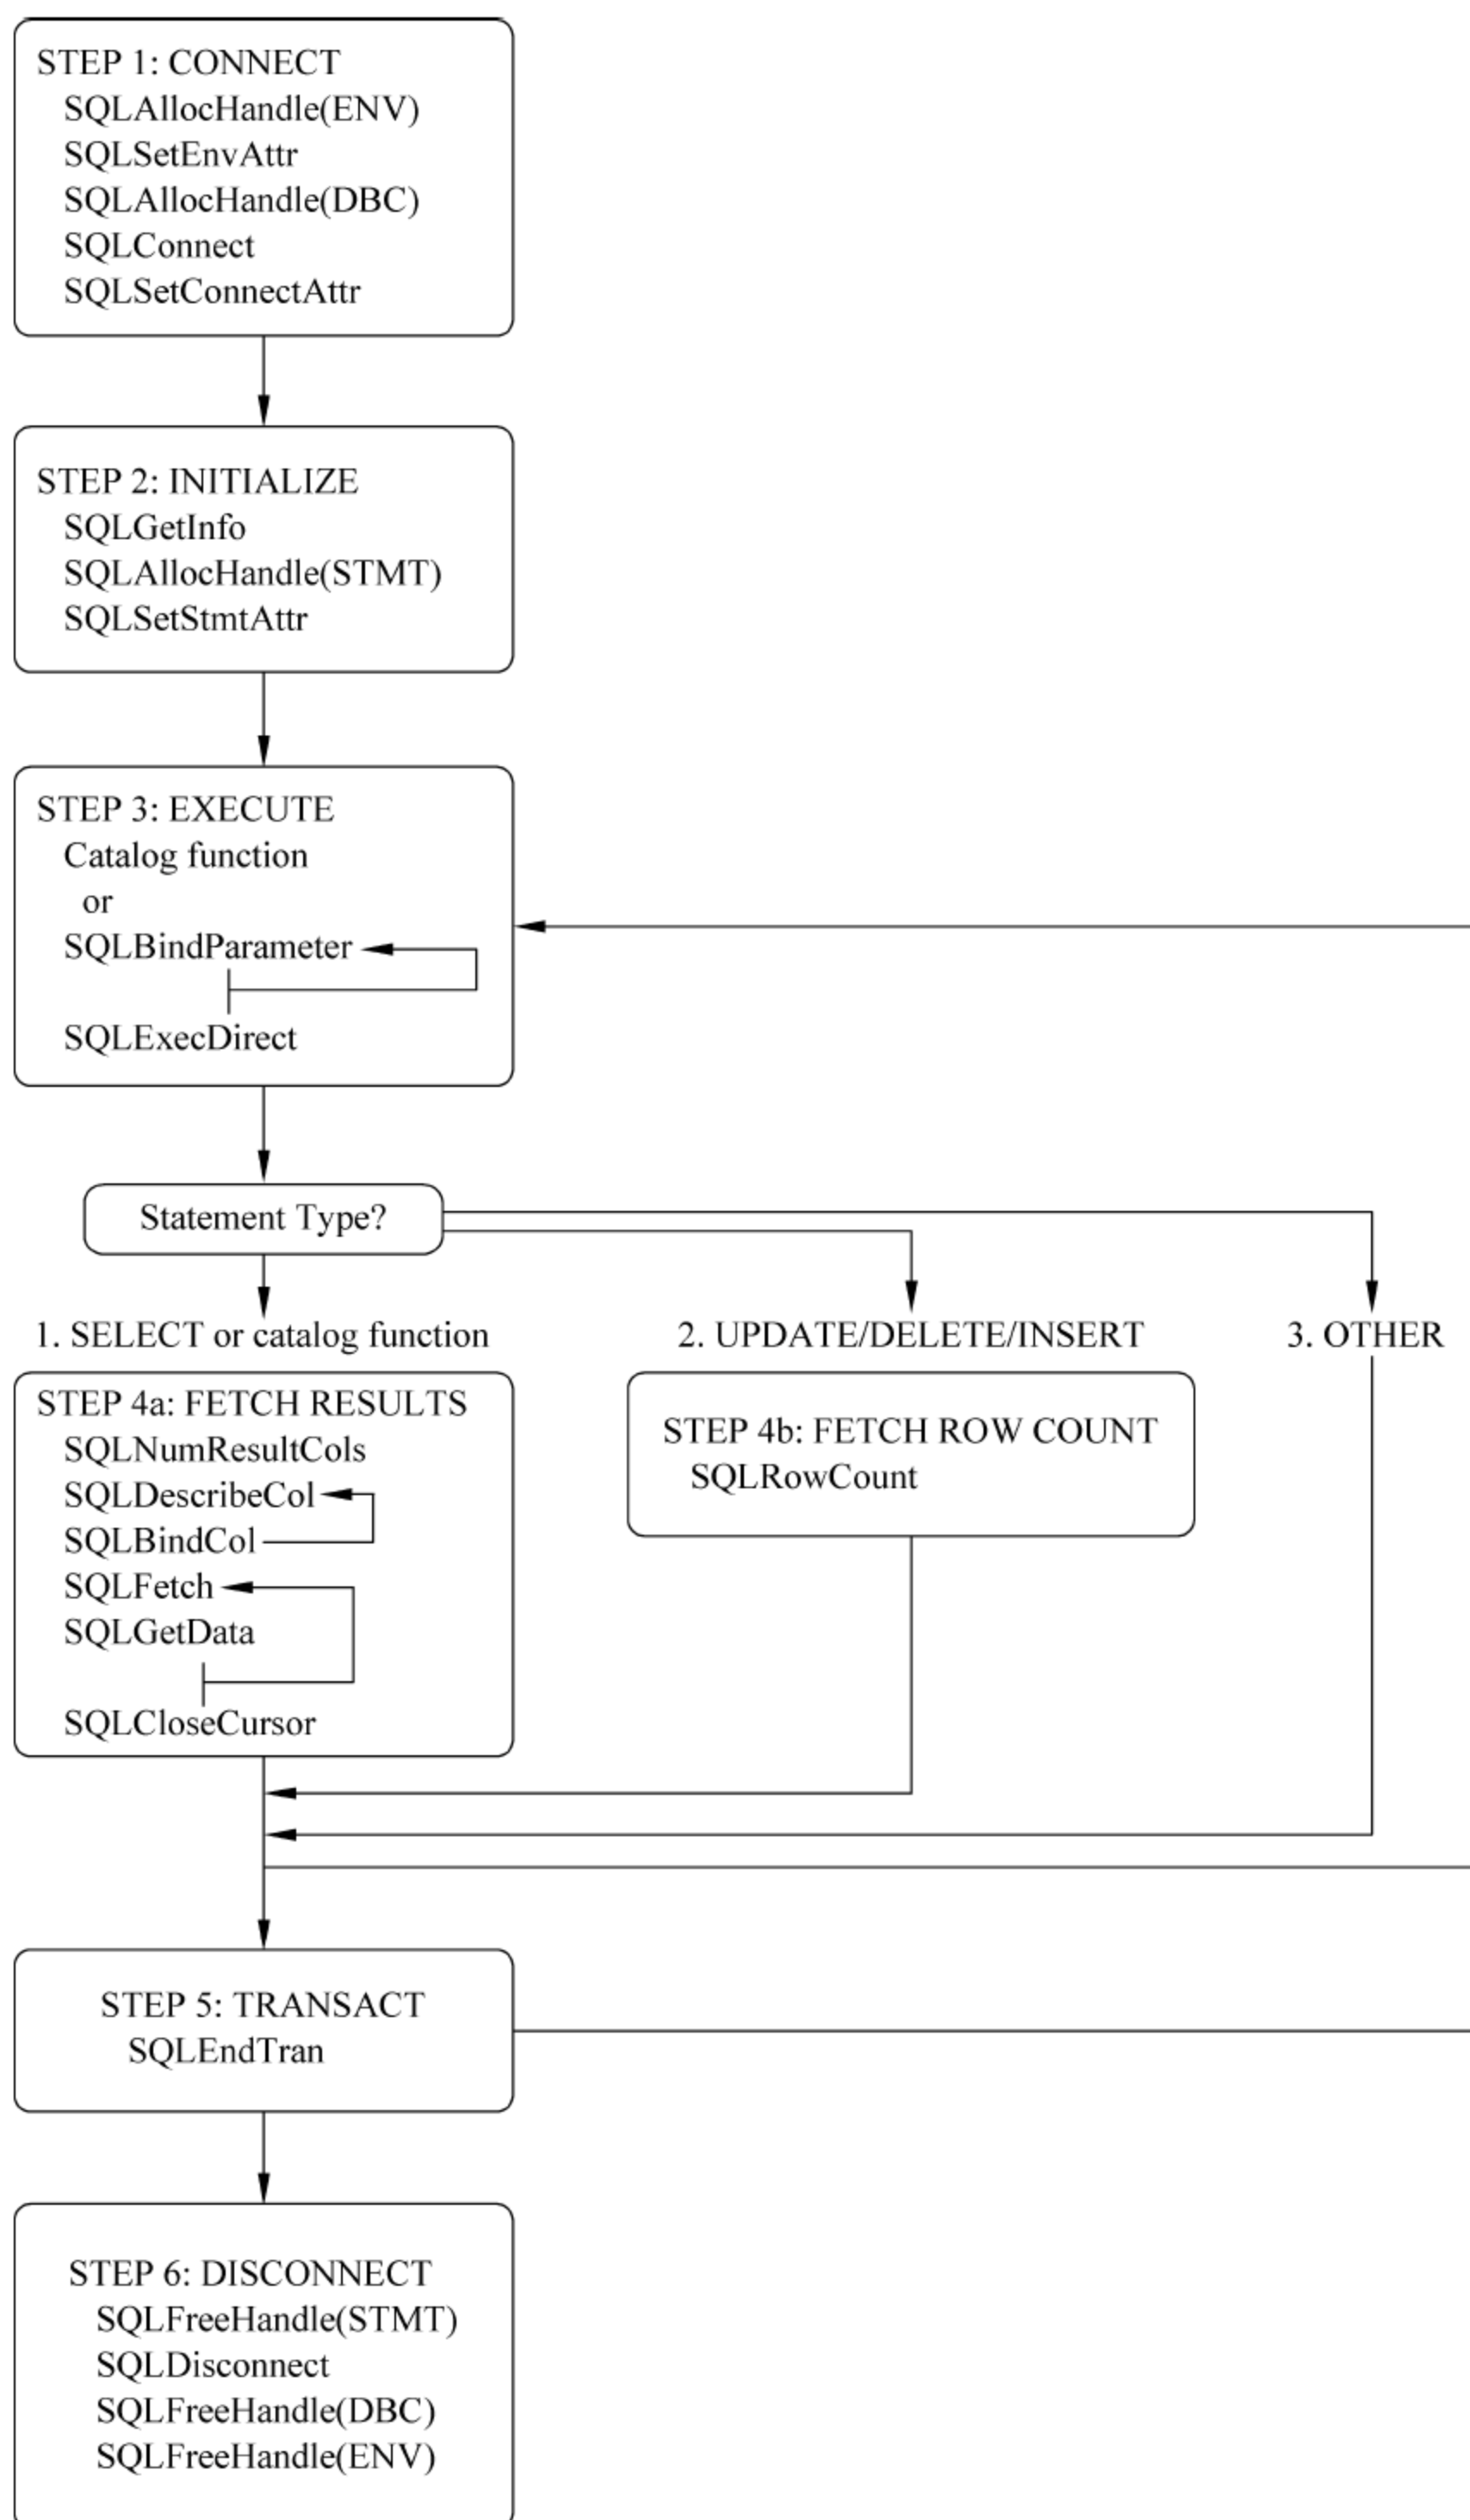 STEP 1: CONNECT
SQLAllocHandle(ENV)
SQLSetEnvAttr
SQLAllocHandle(DBC)
SQLConnect
SQLSetConnectAttr
STEP 2: INITIALIZE
SQLGetInfo
SQLAllocHandle(STMT)
SQLSetStmtAttr
STEP 3: EXECUTE
Catalog function
or
SQLBindParameter
SQLExecDirect
Statement Type?
1. SELECT or catalog function
2. UPDATE/DELETE/INSERT
3. OTHER
STEP 4a: FETCH RESULTS
SQLNumResultCols
SQLDescribeCol
SQLBindCol
SQLFetch
SQLGetData
SQLCloseCursor
STEP 4b: FETCH ROW COUNT
SQLRowCount
STEP 5: TRANSACT
SQLEndTran
STEP 6: DISCONNECT
SQLFreeHandle(STMT)
SQLDisconnect
SQLFreeHandle(DBC)
SQLFreeHandle(ENV)